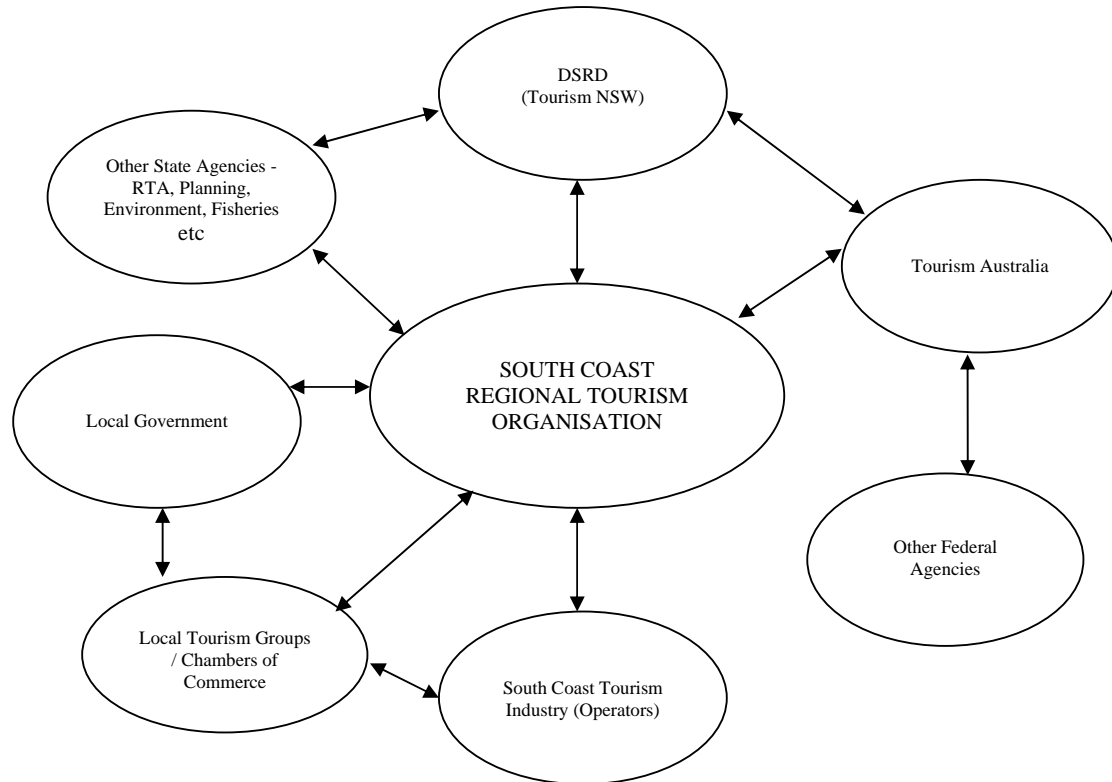 DSRD
(Tourism NSW)
Other State Agencies -
RTA, Planning,
Environment, Fisheries
etc
Tourism Australia
SOUTH COAST
REGIONAL TOURISM
ORGANISATION
Local Government
Other Federal
Agencies
Local Tourism Groups
/ Chambers of
Commerce
South Coast Tourism
Industry (Operators)